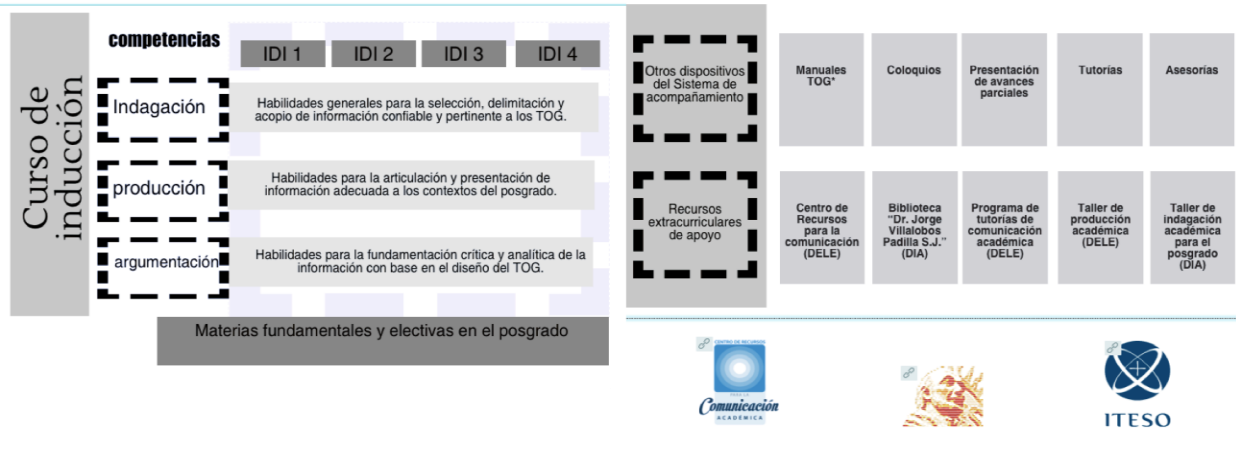 Curso de
inducción
competencias
IDI 1
IDI 2
IDI 3
IDI 4
Indagación
Habilidades generales para la selección, delimitación y
acopio de información confiable y pertinente a los TOG.
producción
Habilidades para la articulación y presentación de
información adecuada a los contextos del posgrado.
argumentación
Habilidades para la fundamentación crítica y analítica de la
información con base en el diseño del TOG.
Materias fundamentales y electivas en el posgrado
Otros dispositivos
del Sistema de
acompañamiento
Manuales
TOG*
Coloquios
Presentación
de avances
parciales
Tutorías
Asesorías
Recursos
extracurriculares
de apoyo
Centro de
Recursos
para la
comunicación
(DELE)
Biblioteca
"Dr. Jorge
Villalobos
Padilla S.J."
(DIA)
Programa de
tutorías de
comunicación
académica
(DELE)
Taller de
producción
académica
(DELE)
Taller de
indagación
académica
para el
posgrado
(DIA)
CENTRO DE RECURSOS
PARA LA
Comunicación
ACADÉMICA
ITESO